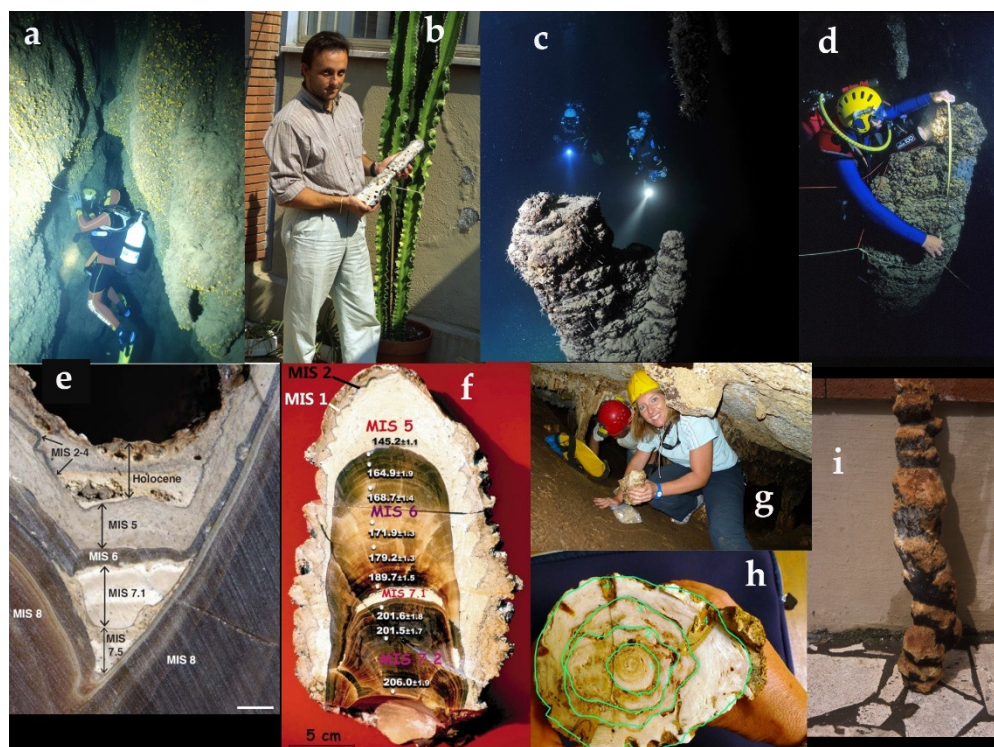 a
b
c
d
e
MIS 2-4
Holocene
MIS 5
MIS 6
MIS 7.1
MIS 8
MIS
7.5
MIS 8
f
MIS 2
MIS 1
MIS 5
145.2±1.1
164.9±1.9
168.7±1.4
MIS 6
171.9±1.3
179.2±1.3
189.7±1.5
MIS 7.1
201.6±1.8
201.5±1.7
MIS 7.2
206.0±1.9
5 cm
g
h
i